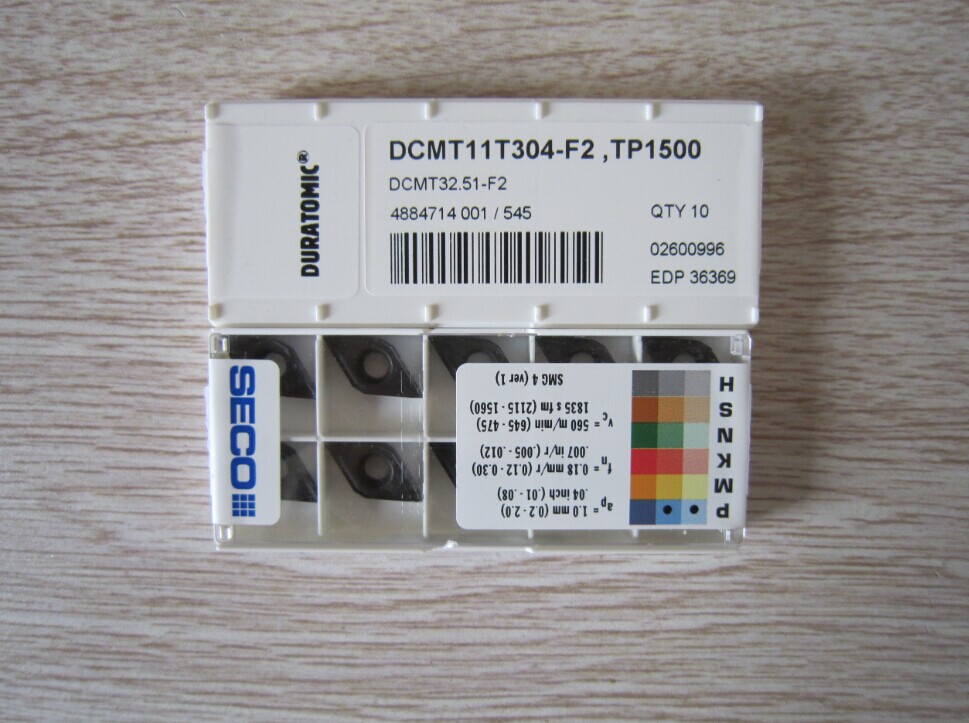 DURATOMIC®
DCMT11T304-F2 ,TP1500
DCMT32.51-F2
4884714 001 / 545
QTY 10
02600996
EDP 36369
SECO
P M K N S H
ap = 1.0 mm (0.2 - 2.0)
.04 inch (.01 - .08)
fn = 0.18 mm/r (0.12 - 0.30)
.007 in/r (.005 - .012)
vc = 560 m/min (645 - 475)
1835 s fm (2115 - 1560)
SMG 4 (ver 1)